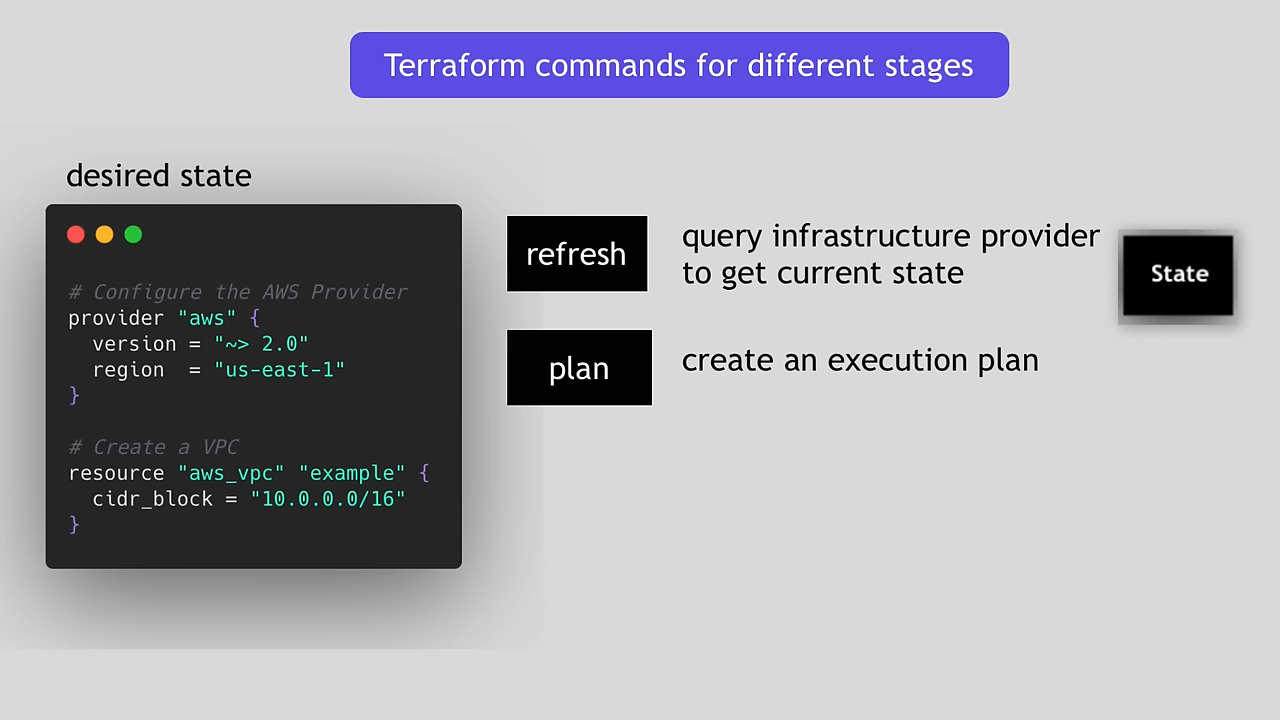 Terraform commands for different stages
desired state
# Configure the AWS Provider
provider "aws" {
  version = "~> 2.0"
  region  = "us-east-1"
}
# Create a VPC
resource "aws_vpc" "example" {
  cidr_block = "10.0.0.0/16"
}
refresh
query infrastructure provider
to get current state
State
plan
create an execution plan